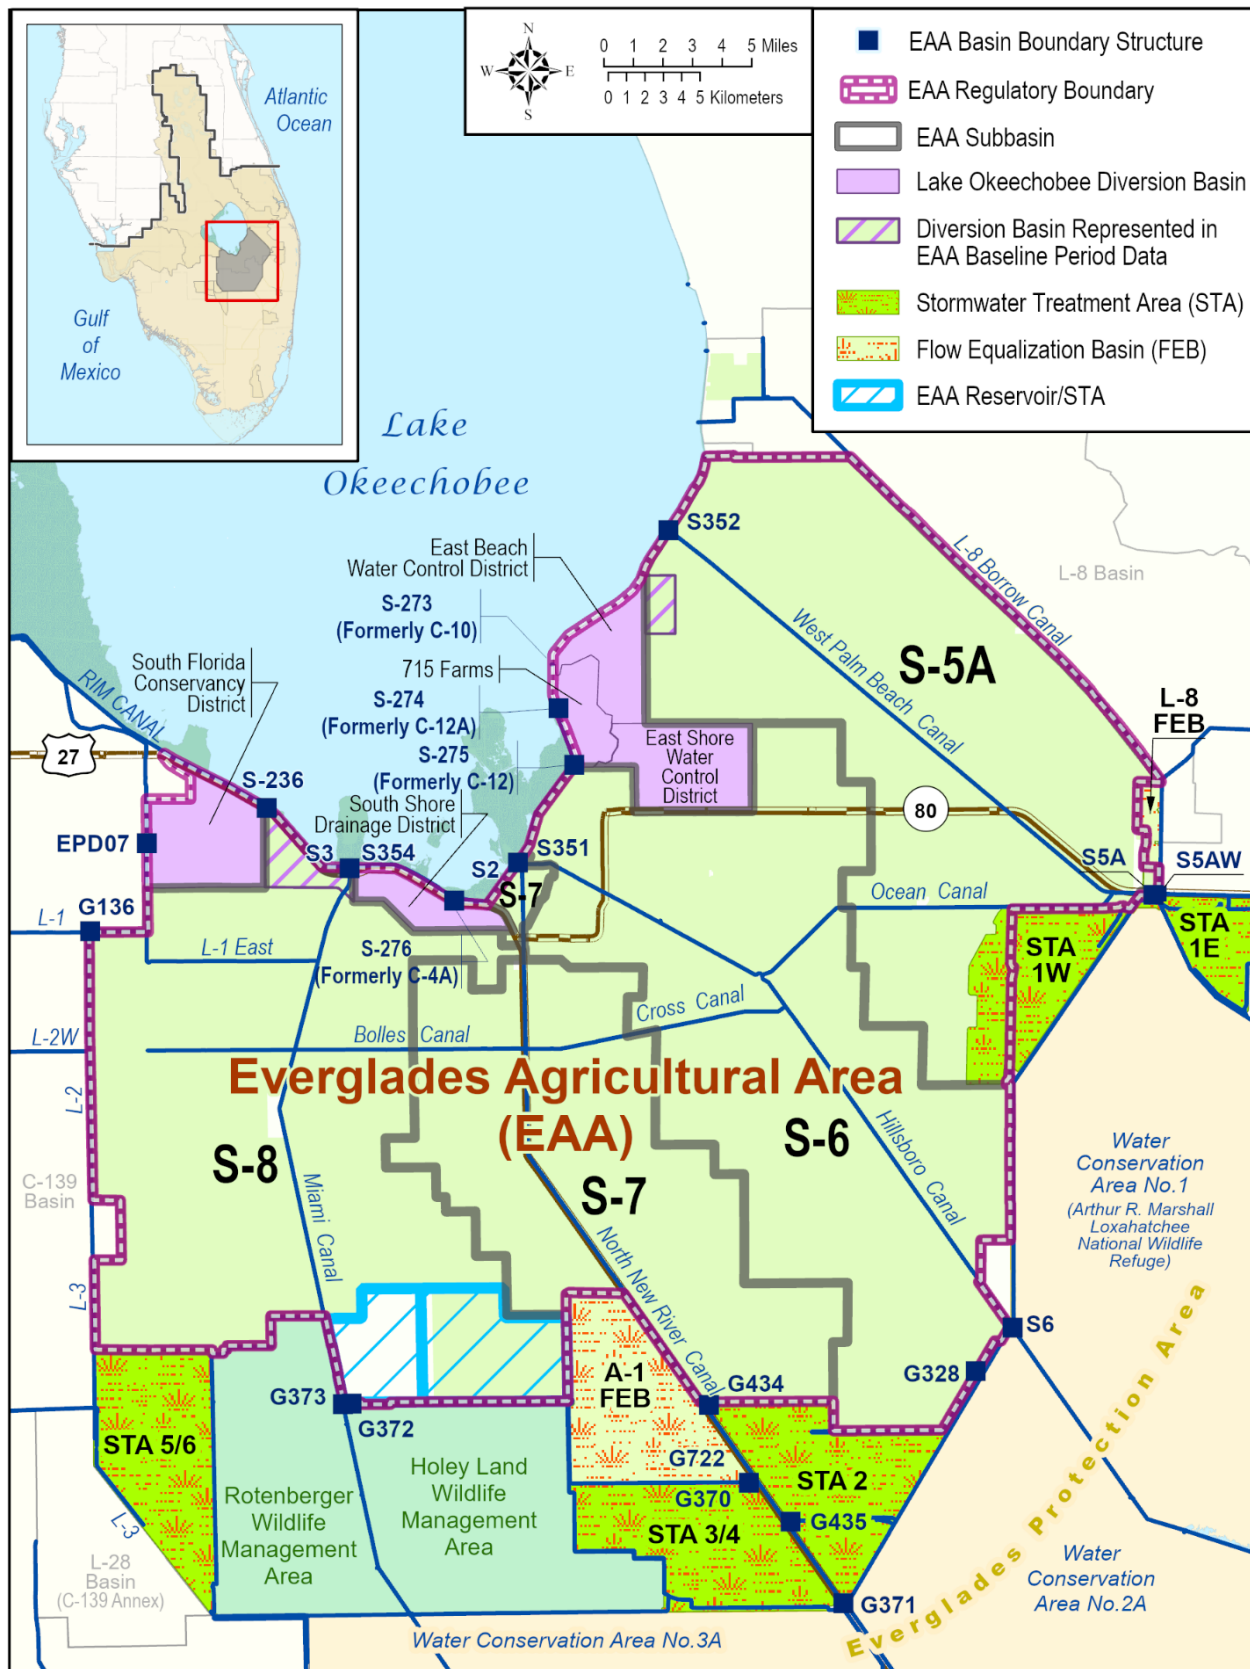 Atlantic
Ocean
Gulf
of
Mexico
N
W E
S
0 1 2 3 4 5 Miles
0 1 2 3 4 5 Kilometers
EAA Basin Boundary Structure
EAA Regulatory Boundary
EAA Subbasin
Lake Okeechobee Diversion Basin
Diversion Basin Represented in
EAA Baseline Period Data
Stormwater Treatment Area (STA)
Flow Equalization Basin (FEB)
EAA Reservoir/STA
Lake
Okeechobee
S352
East Beach
Water Control District
L-8 Borrow Canal
L-8 Basin
S-273
(Formerly C-10)
West Palm Beach Canal
S-5A
South Florida
Conservancy
District
715 Farms
RIM CANAL
S-274
(Formerly C-12A)
L-8
FEB
27
S-275
(Formerly C-12)
East Shore
Water
Control
District
S-236
South Shore
Drainage District
80
EPD07
S3
S354
S351
S2
S-7
S5A
S5AW
Ocean Canal
G136
L-1
L-1 East
S-276
(Formerly C-4A)
STA
1W
STA
1E
Cross Canal
L-2W
Bolles Canal
Everglades Agricultural Area
(EAA)
L-2
S-8
S-6
S-7
Hillsboro Canal
Water
Conservation
Area No.1
(Arthur R. Marshall
Loxahatchee
National Wildlife
Refuge)
C-139
Basin
Miami Canal
North New River Canal
L-3
S6
A-1
FEB
G328
G373
G372
G434
STA 5/6
G722
G370
STA 2
Holey Land
Wildlife
Management
Area
Rotenberger
Wildlife
Management
Area
L-3
STA 3/4
G435
L-28
Basin
(C-139 Annex)
Water
Conservation
Area No.2A
G371
Everglades Protection Area
Water Conservation Area No.3A